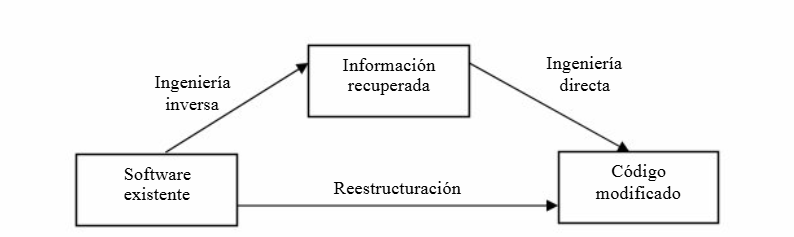 Información
recuperada
Ingeniería
directa
Ingeniería
inversa
Software
existente
Reestructuración
Código
modificado